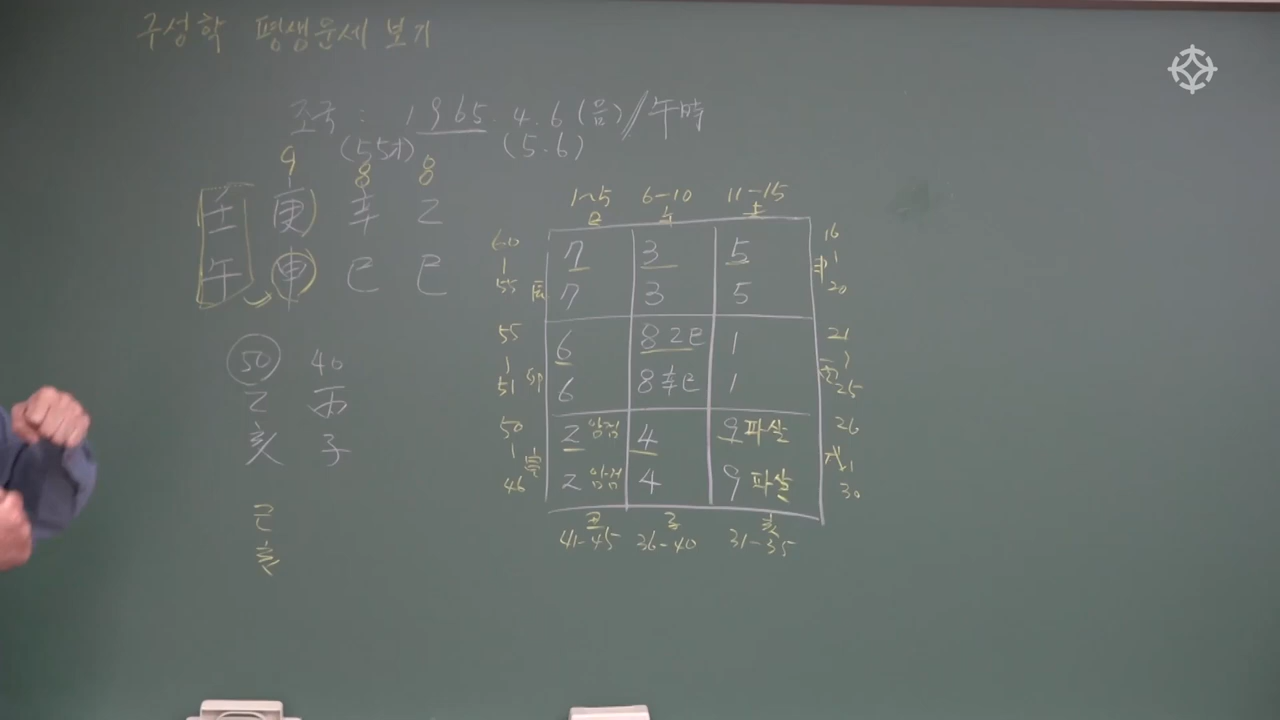 구성학 평생운세 보기
조국 : 1965. 4. 6 (음)//午時
(55才) (5.6)
9 8 8
壬 庚 辛 乙
午 申 巳 巳
50 40
乙 丙
亥 子
1~5 6-10 11-15
7 3 5
7 3 5
6 8 乙巳 1
6 8 辛巳 1
2 암검 4 9 파살
2 암검 4 9 파살
41-45 36-40 31-35
60
55
55
51
50
46
16
20
21
25
26
30